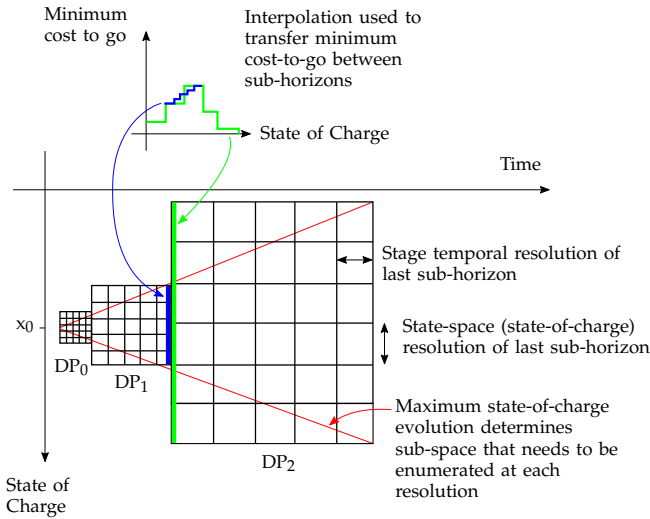 Minimum
cost to go
Interpolation used to
transfer minimum
cost-to-go between
sub-horizons
State of Charge
Time
Stage temporal resolution of
last sub-horizon
x0
State-space (state-of-charge)
resolution of last sub-horizon
DP0
DP1
Maximum state-of-charge
evolution determines
sub-space that needs to be
enumerated at each
resolution
DP2
State of
Charge